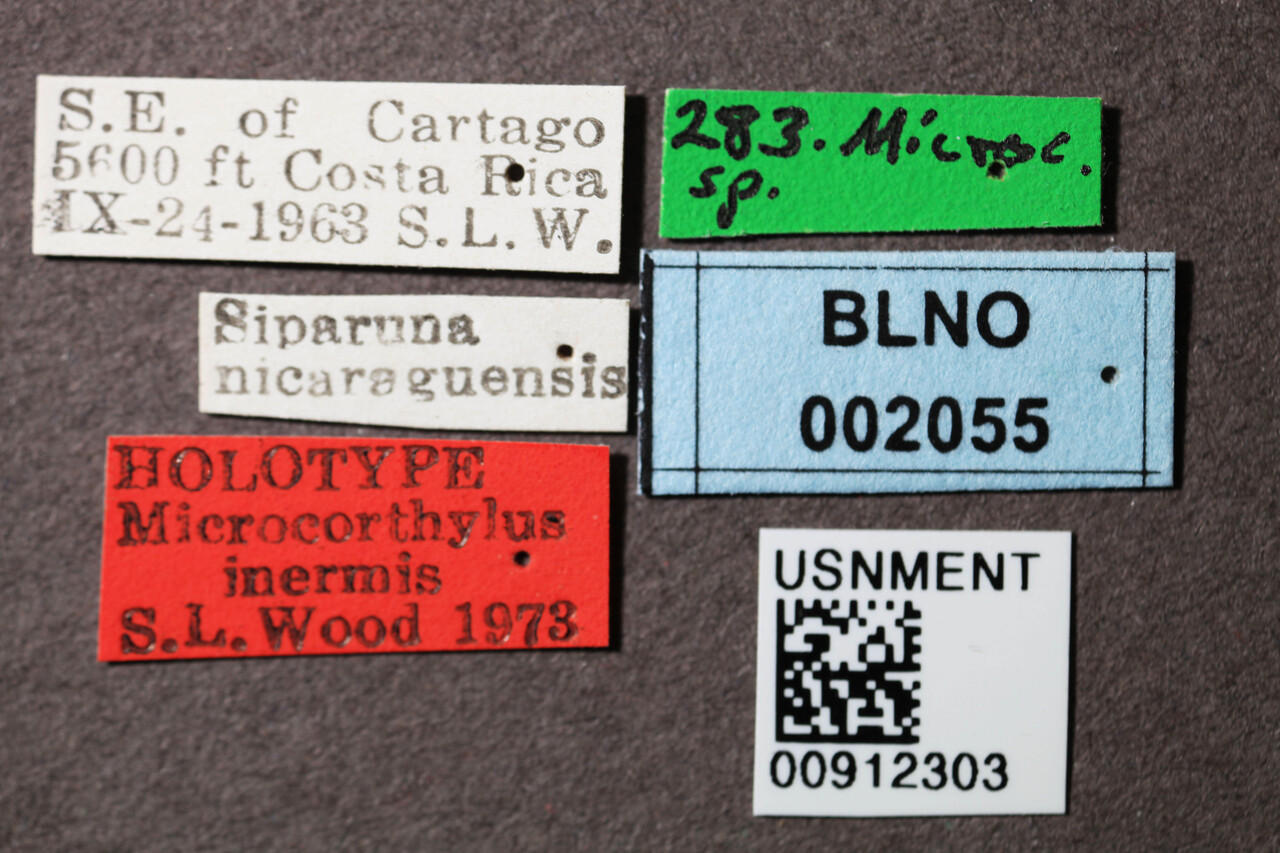 S.E. of Cartago
5600 ft Costa Rica
IX-24-1963 S.L.W.
283. Microc.
sp.
Siparuna
nicaraguensis
BLNO
002055
HOLOTYPE
Microcorthylus
inermis
S.L. Wood 1973
USNMENT
00912303